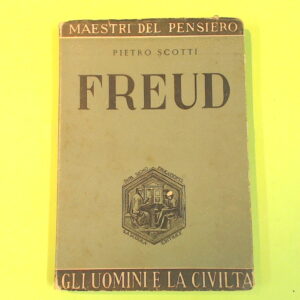 MAESTRI DEL PENSIERO
PIETRO SCOTTI
FREUD
GLI UOMINI E LA CIVILTÀ